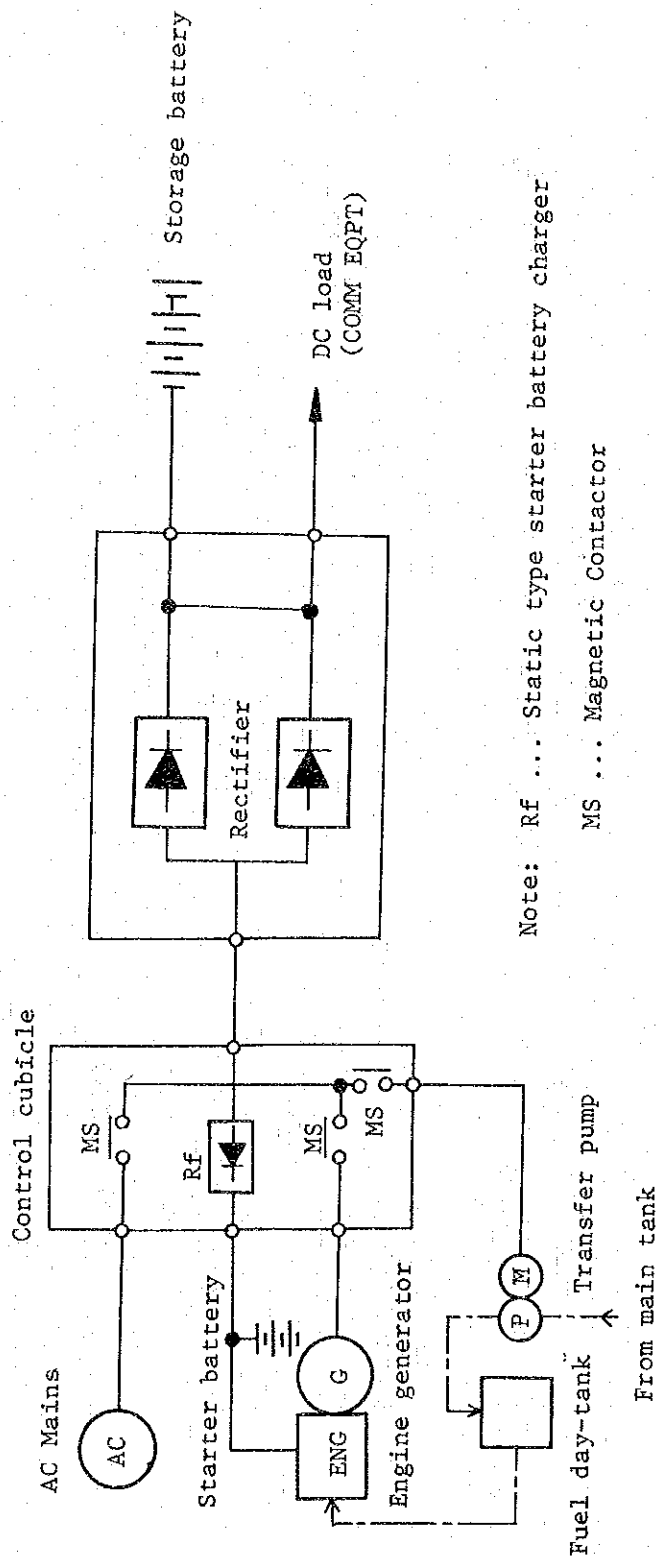 Control cubicle
AC Mains
AC
MS
Rf
MS
MS
Starter battery
ENG
G
Engine generator
Fuel day-tank
P
M
Transfer pump
From main tank
Rectifier
Storage battery
DC load
(COMM EQPT)
Note: Rf ... Static type starter battery charger
MS ... Magnetic Contactor